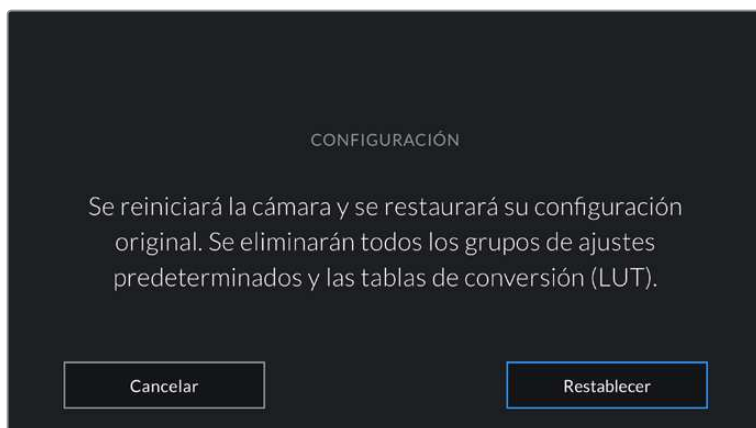 CONFIGURACIÓN
Se reiniciará la cámara y se restaurará su configuración
original. Se eliminarán todos los grupos de ajustes
predeterminados y las tablas de conversión (LUT).
Cancelar
Restablecer